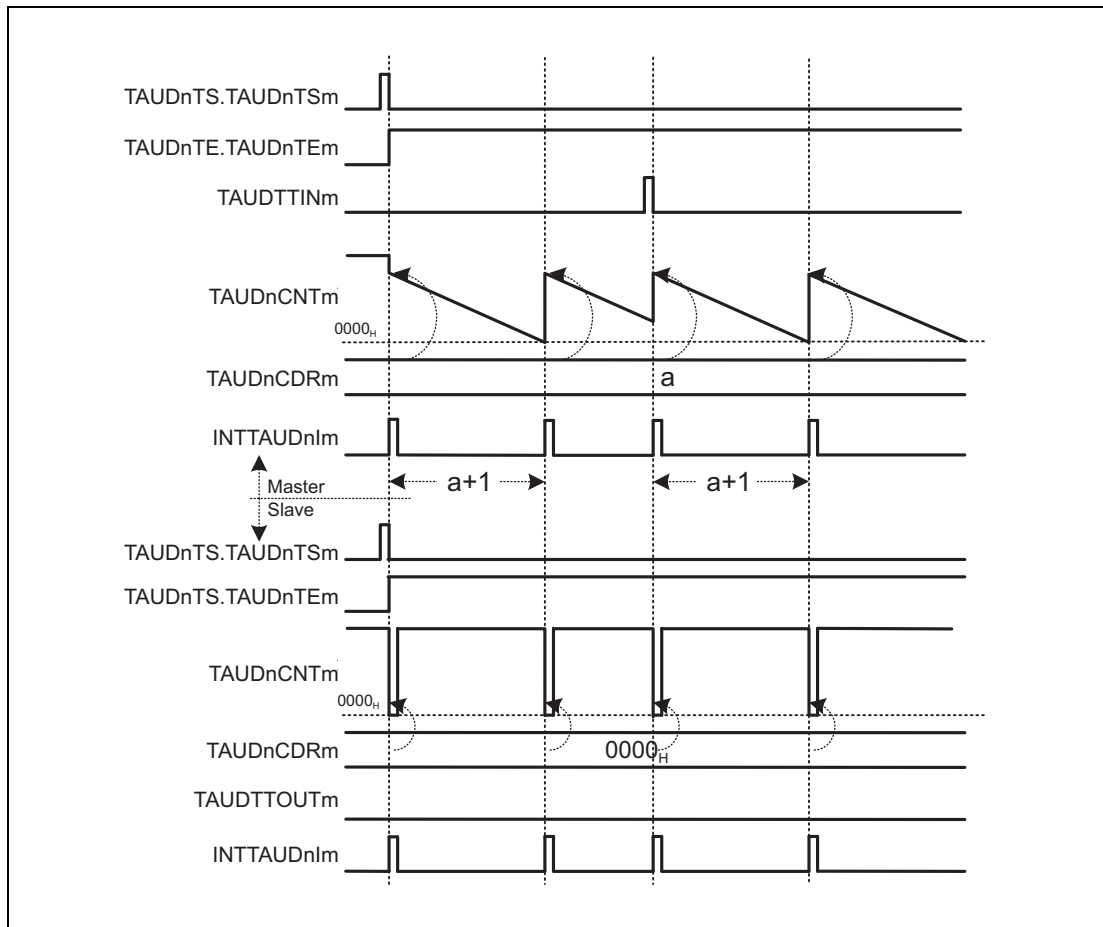 TAUDnTS.TAUDnTSm
TAUDnTE.TAUDnTEm
TAUDTTINm
TAUDnCNTm
0000H
TAUDnCDRm
a
INTTAUDnIm
a+1
a+1
Master
Slave
TAUDnTS.TAUDnTSm
TAUDnTS.TAUDnTEm
TAUDnCNTm
0000H
TAUDnCDRm
0000H
TAUDTTOUTm
INTTAUDnIm